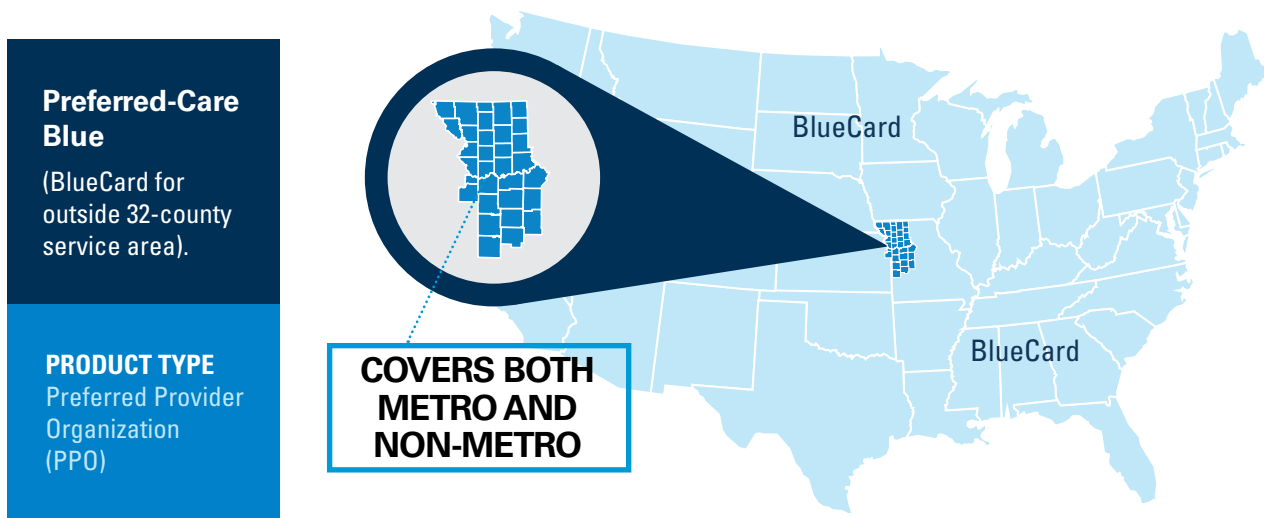 Preferred-Care
Blue
(BlueCard for
outside 32-county
service area).
PRODUCT TYPE
Preferred Provider
Organization
(PPO)
COVERS BOTH
METRO AND
NON-METRO
BlueCard
BlueCard